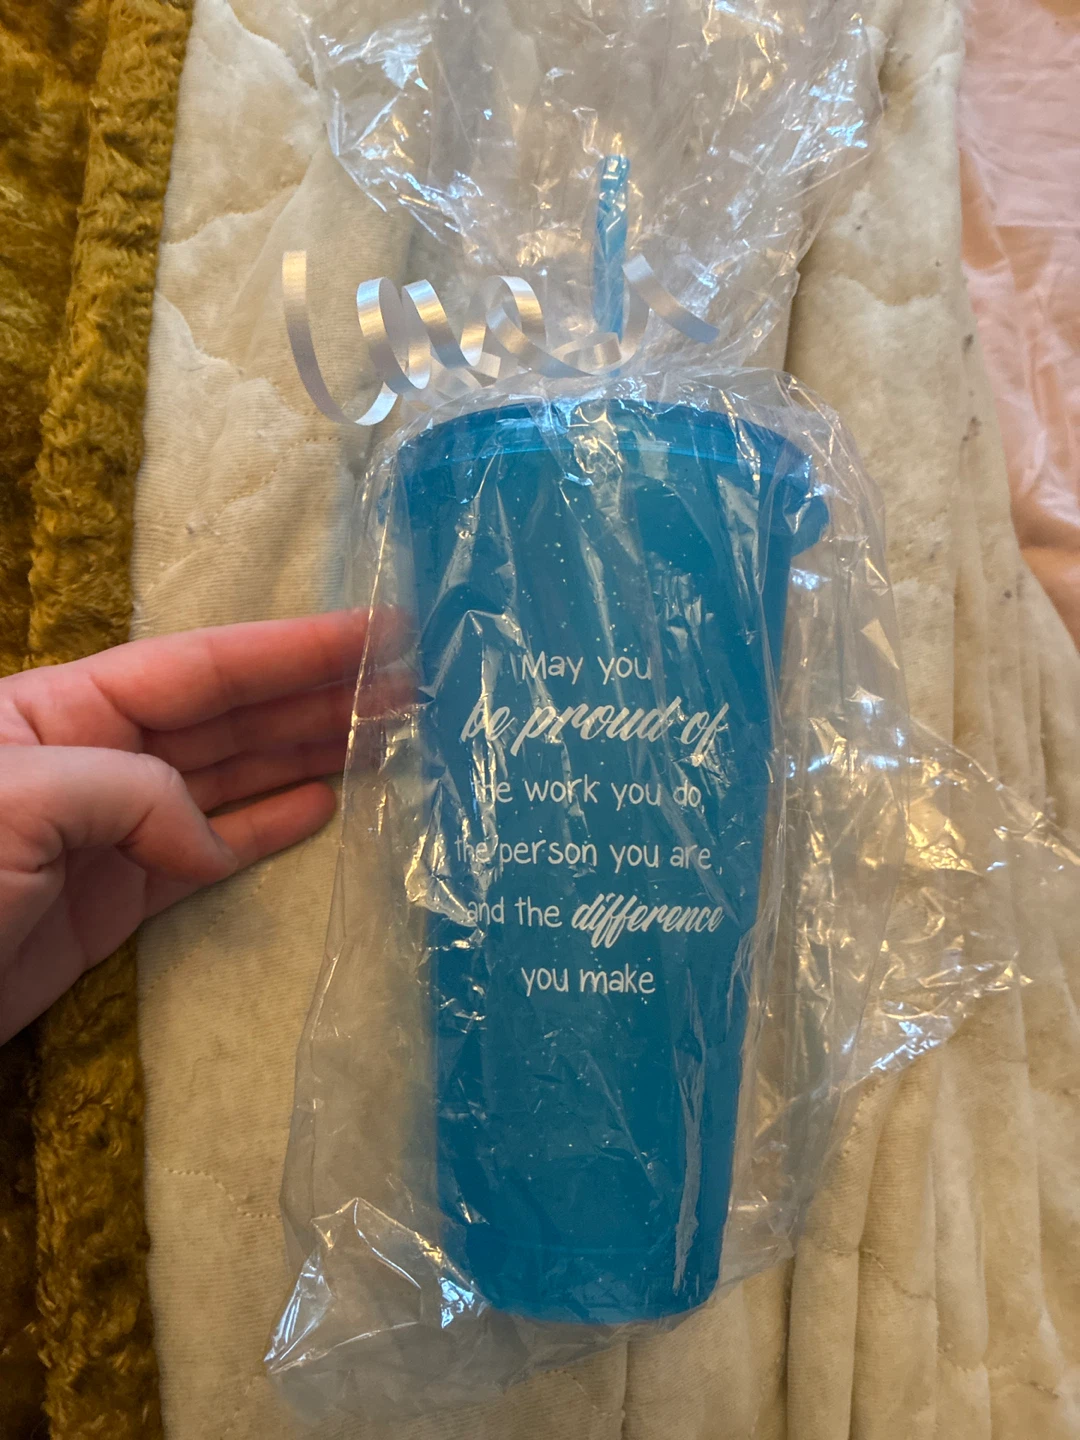 May you
be proud of
the work you do,
the person you are
and the difference
you make